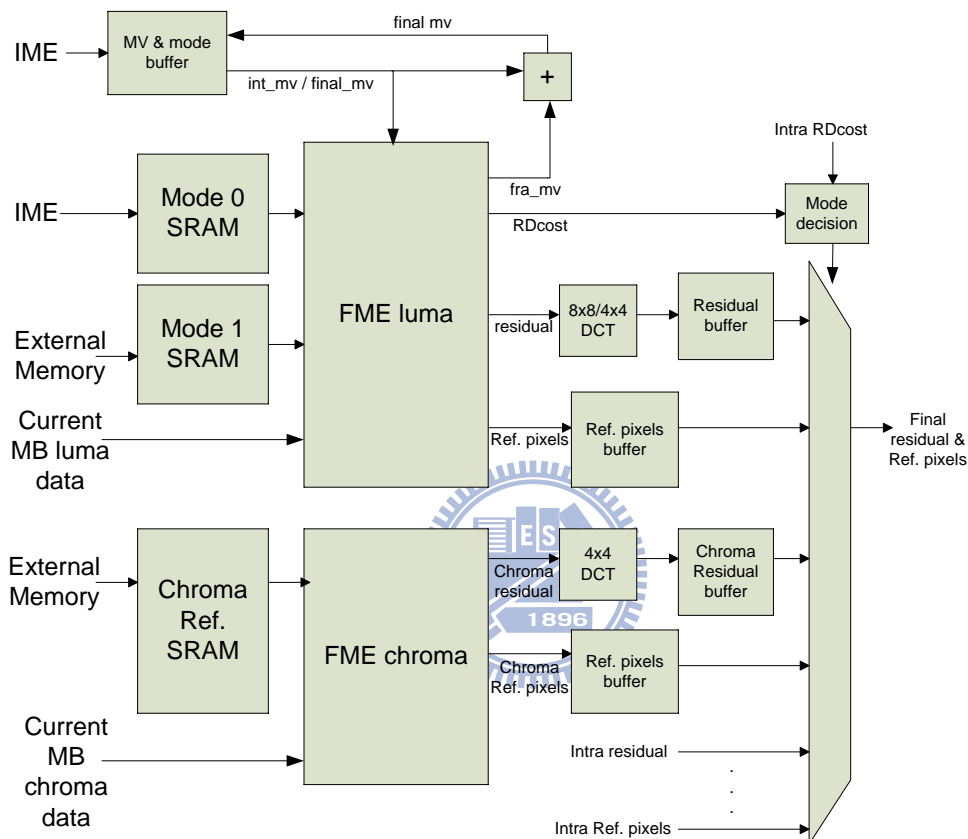 final mv
IME
MV & mode
buffer
int_mv / final_mv
+
Intra RDcost
fra_mv
IME
Mode 0
SRAM
RDcost
Mode
decision
FME luma
External
Memory
Mode 1
SRAM
residual
8x8/4x4
DCT
Residual
buffer
Current
MB luma
data
Ref. pixels
Ref. pixels
buffer
Final
residual &
Ref. pixels
ES
External
Memory
Chroma
Ref.
SRAM
FME chroma
Chroma
residual
4x4
DCT
Chroma
Residual
buffer
1896
Chroma
Ref. pixels
Ref. pixels
buffer
Current
MB
chroma
data
Intra residual
.
.
.
Intra Ref. pixels